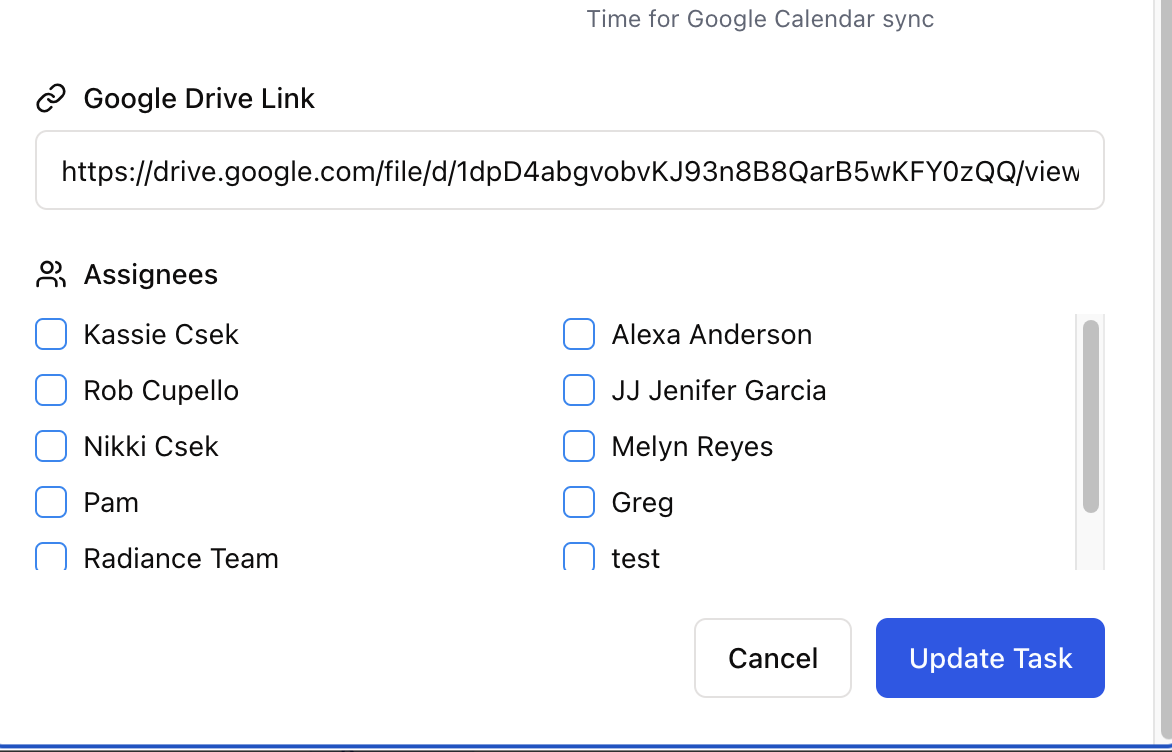 Time for Google Calendar sync
Google Drive Link
https://drive.google.com/file/d/1dpD4abgvobvKJ93n8B8QarB5wKFY0zQQ/view
Assignees
Kassie Csek
Alexa Anderson
Rob Cupello
JJ Jenifer Garcia
Nikki Csek
Melyn Reyes
Pam
Greg
Radiance Team
test
Cancel
Update Task